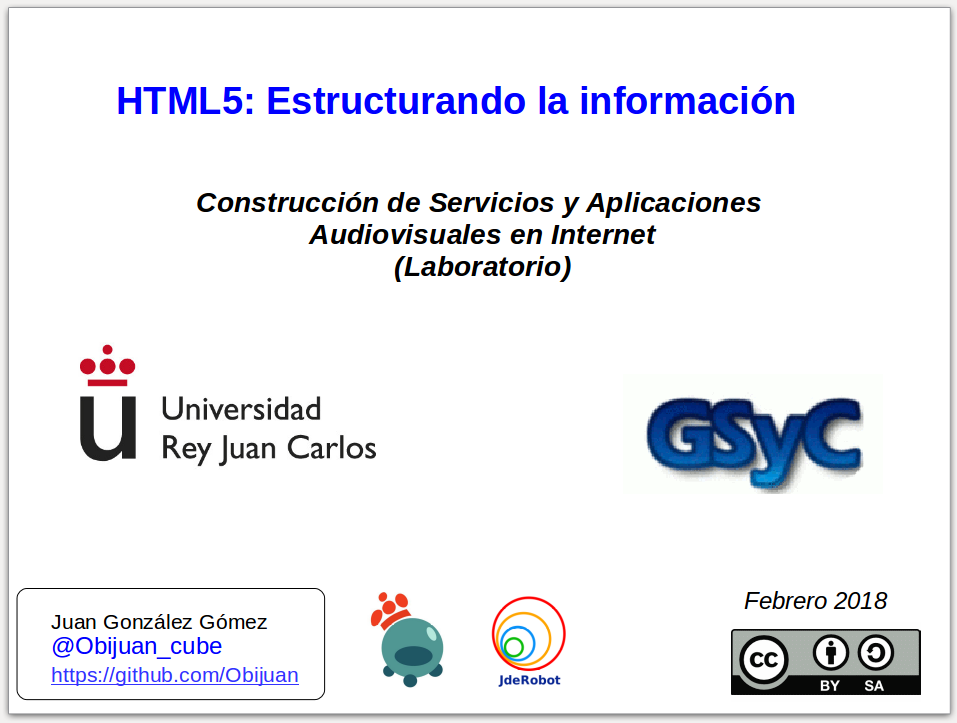 HTML5: Estructurando la información
Construcción de Servicios y Aplicaciones
Audiovisuales en Internet
(Laboratorio)
Universidad
Rey Juan Carlos
GSyC
Juan González Gómez
@Obijuan_cube
https://github.com/Obijuan
JdeRobot
Febrero 2018
cc
BY SA